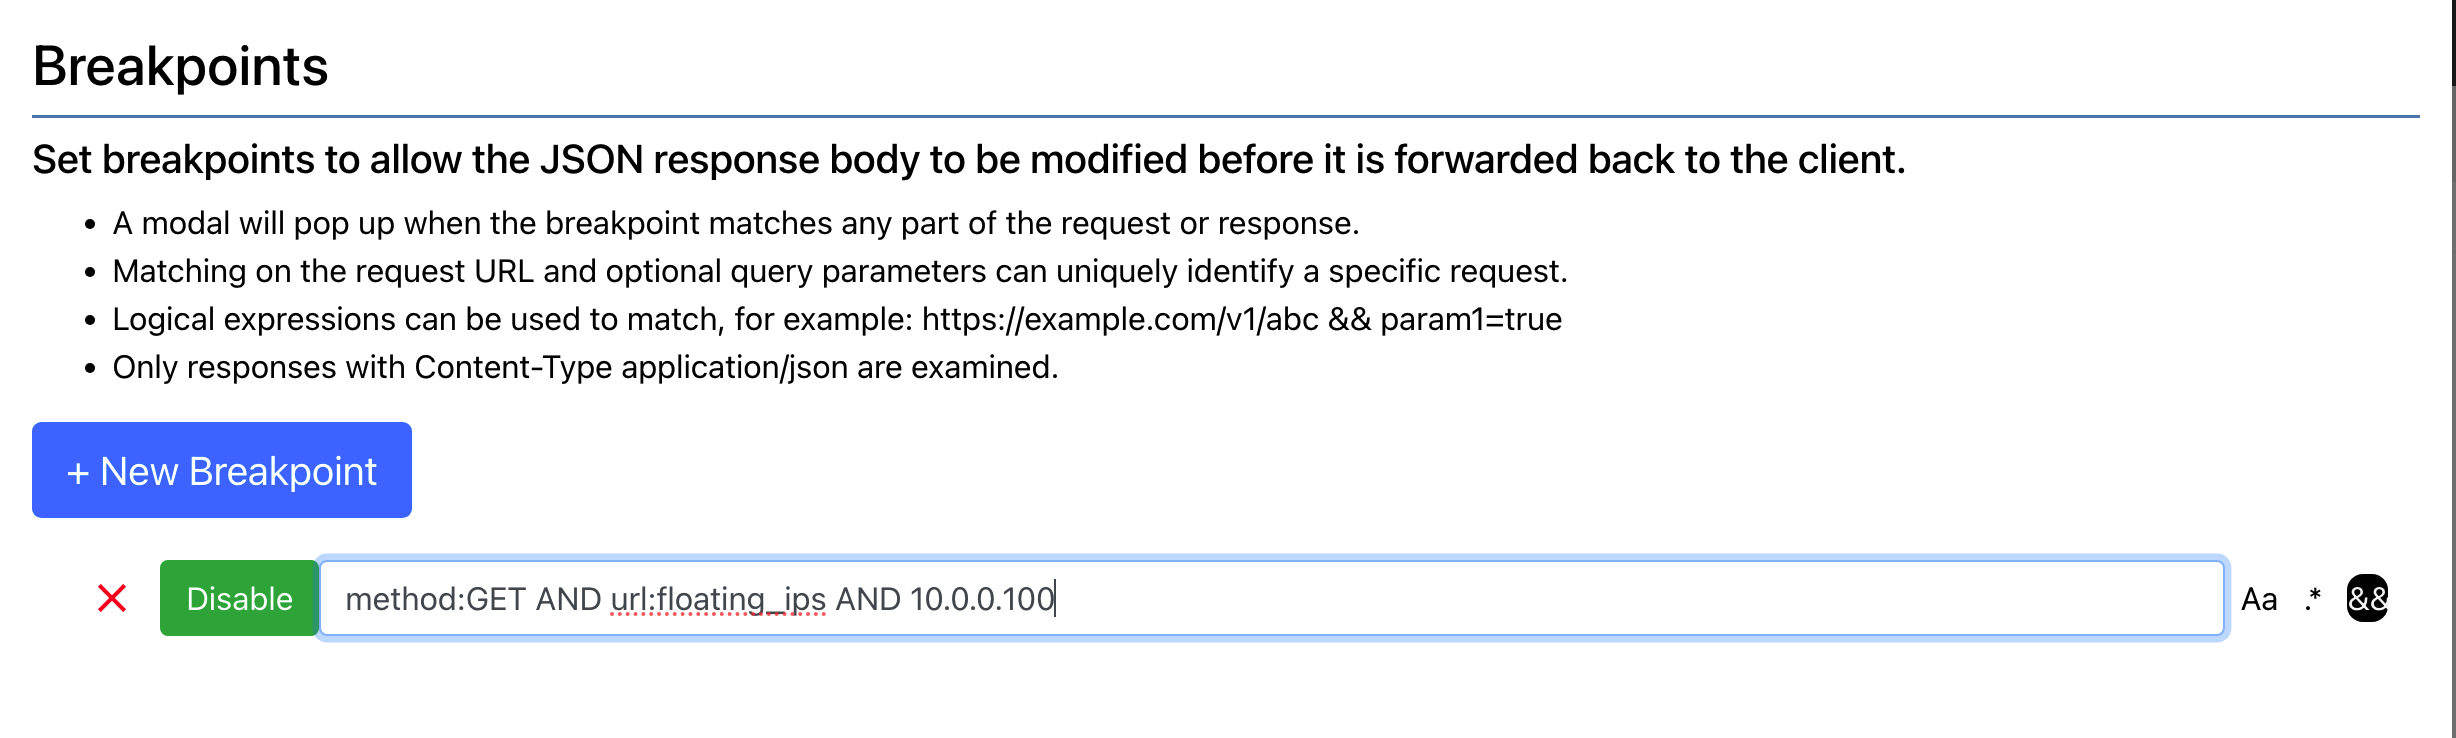 Breakpoints
Set breakpoints to allow the JSON response body to be modified before it is forwarded back to the client.
• A modal will pop up when the breakpoint matches any part of the request or response.
• Matching on the request URL and optional query parameters can uniquely identify a specific request.
• Logical expressions can be used to match, for example: https://example.com/v1/abc && param1=true
• Only responses with Content-Type application/json are examined.
+ New Breakpoint
Disable method:GET AND url:floating_ips AND 10.0.0.100 Aa .* &&